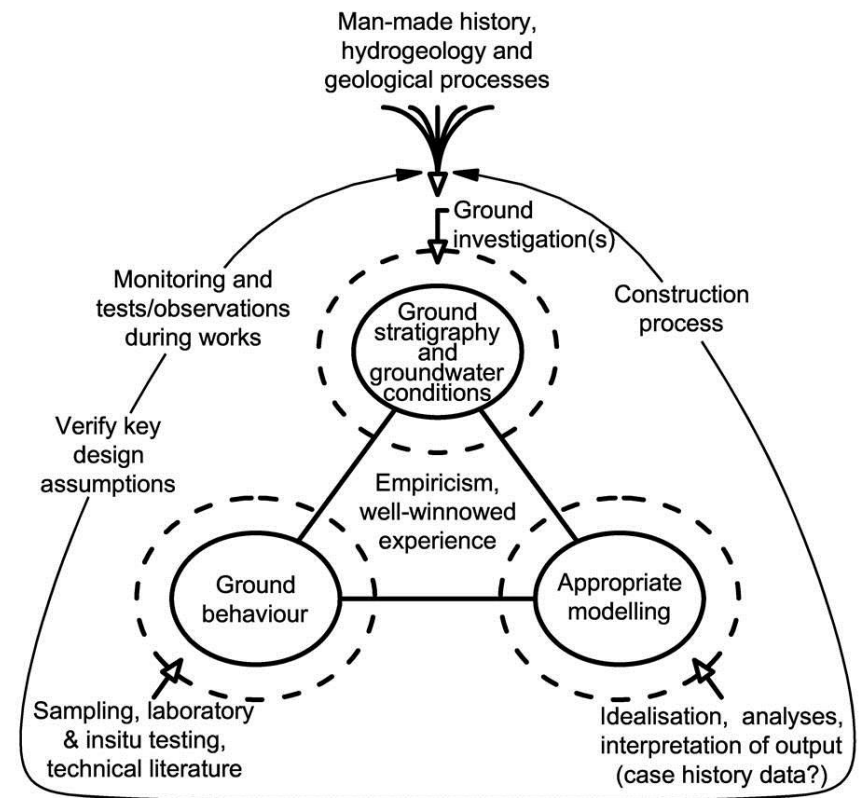 Man-made history,
hydrogeology and
geological processes
Ground
investigation(s)
Monitoring and
tests/observations
during works
Construction
process
Ground
stratigraphy
and
groundwater
conditions
Verify key
design
assumptions
Empiricism,
well-winnowed
experience
Ground
behaviour
Appropriate
modelling
Sampling, laboratory
& insitu testing,
technical literature
Idealisation, analyses,
interpretation of output
(case history data?)